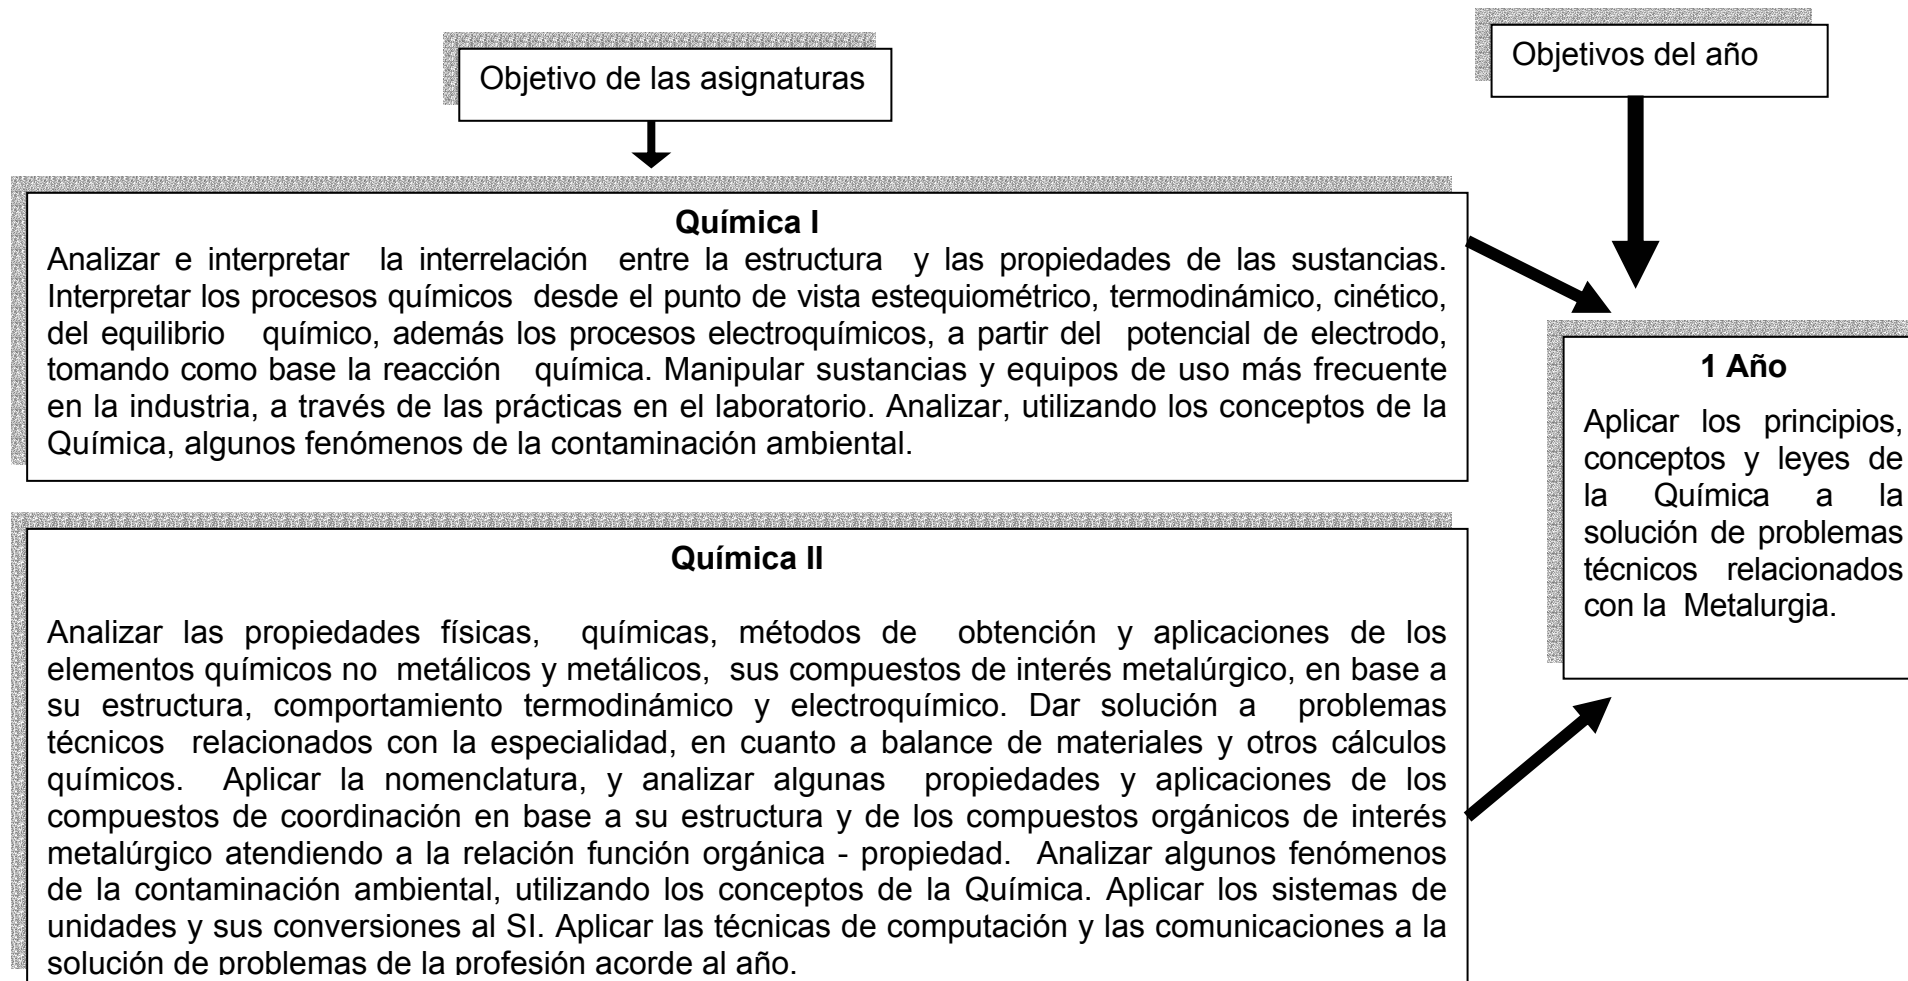 Objetivo de las asignaturas
Objetivos del año
Química I
Analizar e interpretar la interrelación entre la estructura y las propiedades de las sustancias.
Interpretar los procesos químicos desde el punto de vista estequiométrico, termodinámico, cinético,
del equilibrio químico, además los procesos electroquímicos, a partir del potencial de electrodo,
tomando como base la reacción química. Manipular sustancias y equipos de uso más frecuente
en la industria, a través de las prácticas en el laboratorio. Analizar, utilizando los conceptos de la
Química, algunos fenómenos de la contaminación ambiental.
Química II
Analizar las propiedades físicas, químicas, métodos de obtención y aplicaciones de los
elementos químicos no metálicos y metálicos, sus compuestos de interés metalúrgico, en base a
su estructura, comportamiento termodinámico y electroquímico. Dar solución a problemas
técnicos relacionados con la especialidad, en cuanto a balance de materiales y otros cálculos
químicos. Aplicar la nomenclatura, y analizar algunas propiedades y aplicaciones de los
compuestos de coordinación en base a su estructura y de los compuestos orgánicos de interés
metalúrgico atendiendo a la relación función orgánica - propiedad. Analizar algunos fenómenos
de la contaminación ambiental, utilizando los conceptos de la Química. Aplicar los sistemas de
unidades y sus conversiones al SI. Aplicar las técnicas de computación y las comunicaciones a la
solución de problemas de la profesión acorde al año.
1 Año
Aplicar los principios,
conceptos y leyes de
la Química a la
solución de problemas
técnicos relacionados
con la Metalurgia.